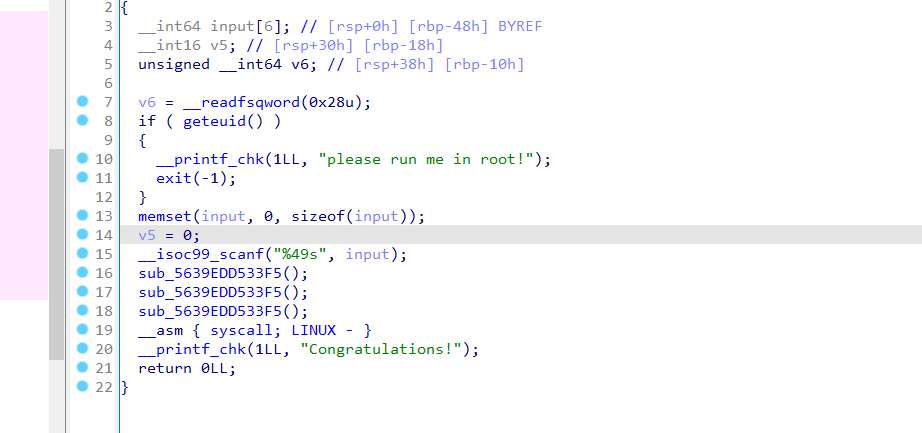 2 {
3 __int64 input[6]; // [rsp+0h] [rbp-48h] BYREF
4 __int16 v5; // [rsp+30h] [rbp-18h]
5 unsigned __int64 v6; // [rsp+38h] [rbp-10h]
6
7 v6 = __readfsqword(0x28u);
8 if ( geteuid() )
9 {
10 __printf_chk(1LL, "please run me in root!");
11 exit(-1);
12 }
13 memset(input, 0, sizeof(input));
14 v5 = 0;
15 __isoc99_scanf("%49s", input);
16 sub_5639EDD533F5();
17 sub_5639EDD533F5();
18 sub_5639EDD533F5();
19 __asm { syscall; LINUX - }
20 __printf_chk(1LL, "Congratulations!");
21 return 0LL;
22 }